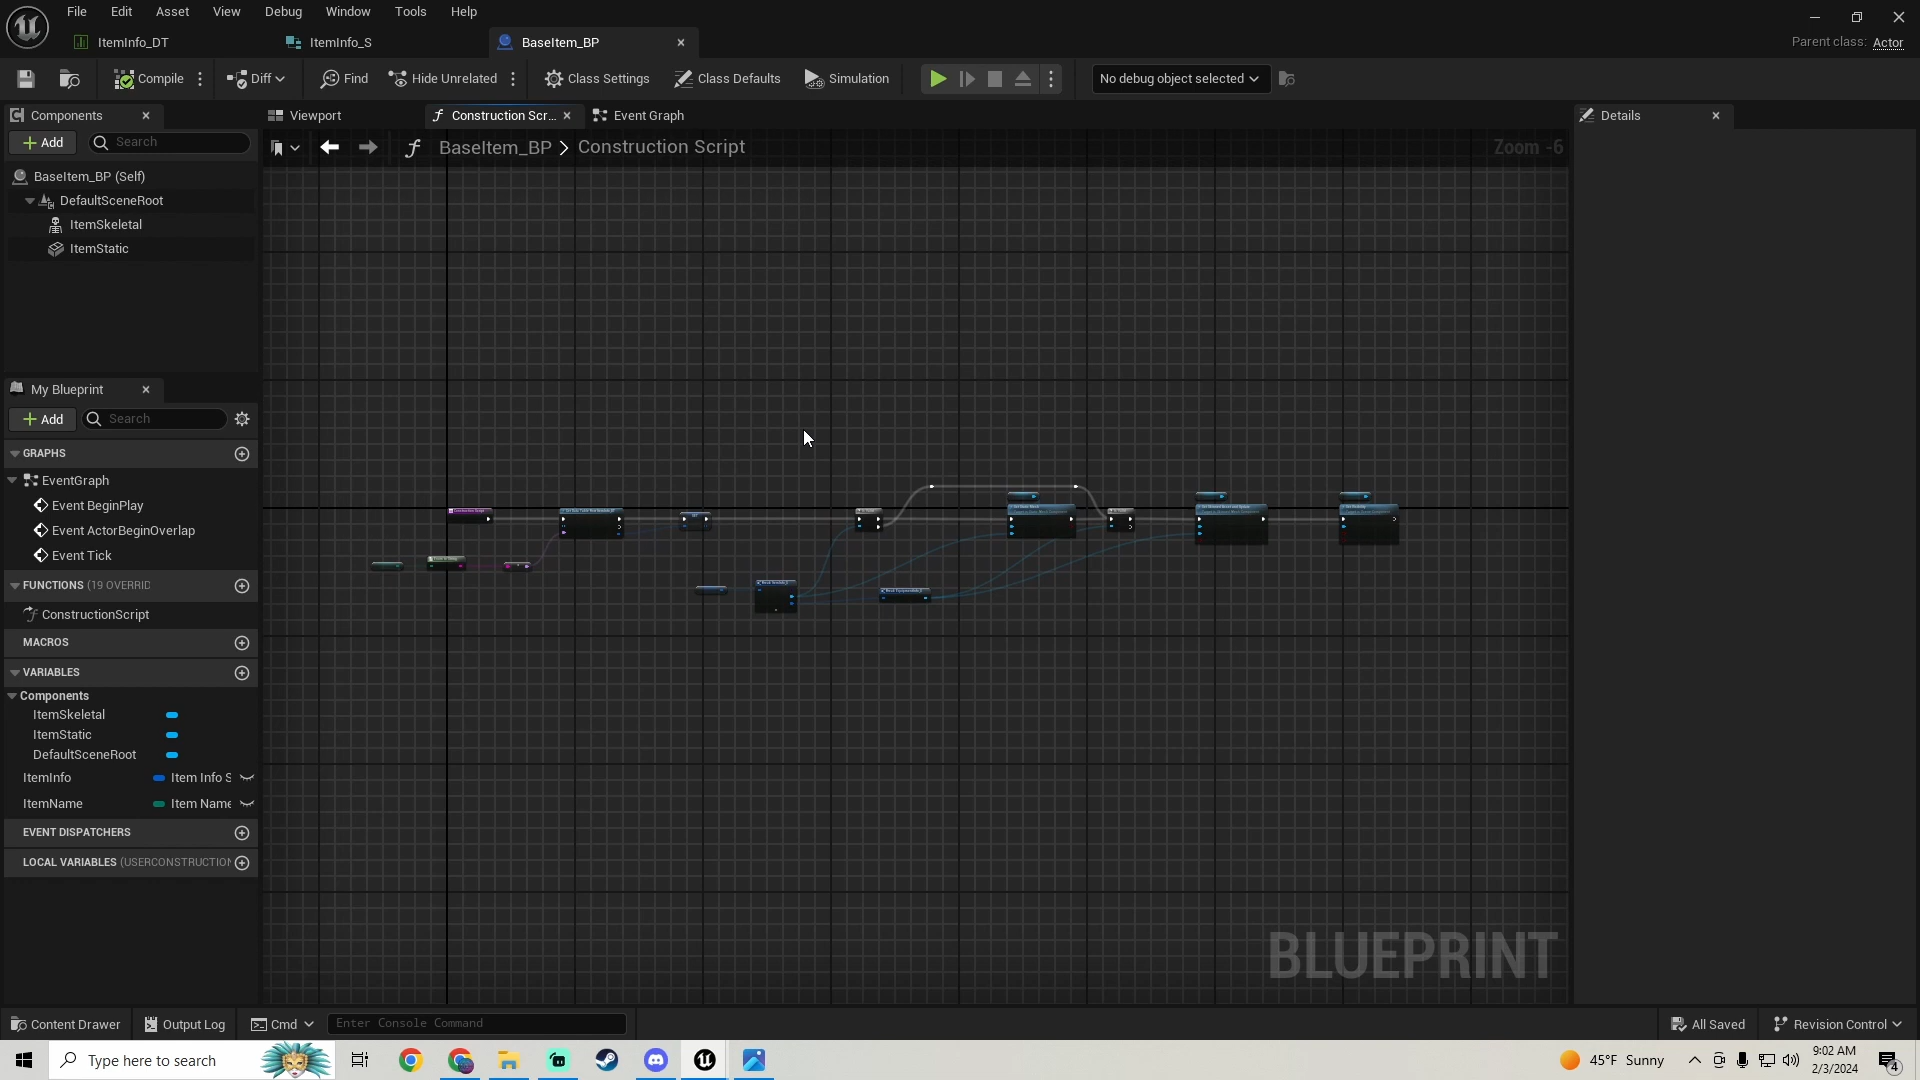 File Edit Asset View Debug Window Tools Help
ItemInfo_DT ItemInfo_S BaseItem_BP
Parent class: Actor
Compile Diff Find Hide Unrelated Class Settings Class Defaults Simulation No debug object selected
Components
Viewport Construction Scr... Event Graph Details
Add Search
BaseItem_BP Construction Script Zoom -6
BaseItem_BP (Self)
DefaultSceneRoot
ItemSkeletal
ItemStatic
My Blueprint
Add Search
GRAPHS
EventGraph
Event BeginPlay
Event ActorBeginOverlap
Event Tick
FUNCTIONS (19 OVERRID
ConstructionScript
MACROS
VARIABLES
Components
ItemSkeletal
ItemStatic
DefaultSceneRoot
ItemInfo Item Info S
ItemName Item Name
EVENT DISPATCHERS
LOCAL VARIABLES (USERCONSTRUCTION
Construction Script
SET
BLUEPRINT
Content Drawer Output Log Cmd Enter Console Command All Saved Revision Control
Type here to search 45°F Sunny 9:02 AM
2/3/2024
4